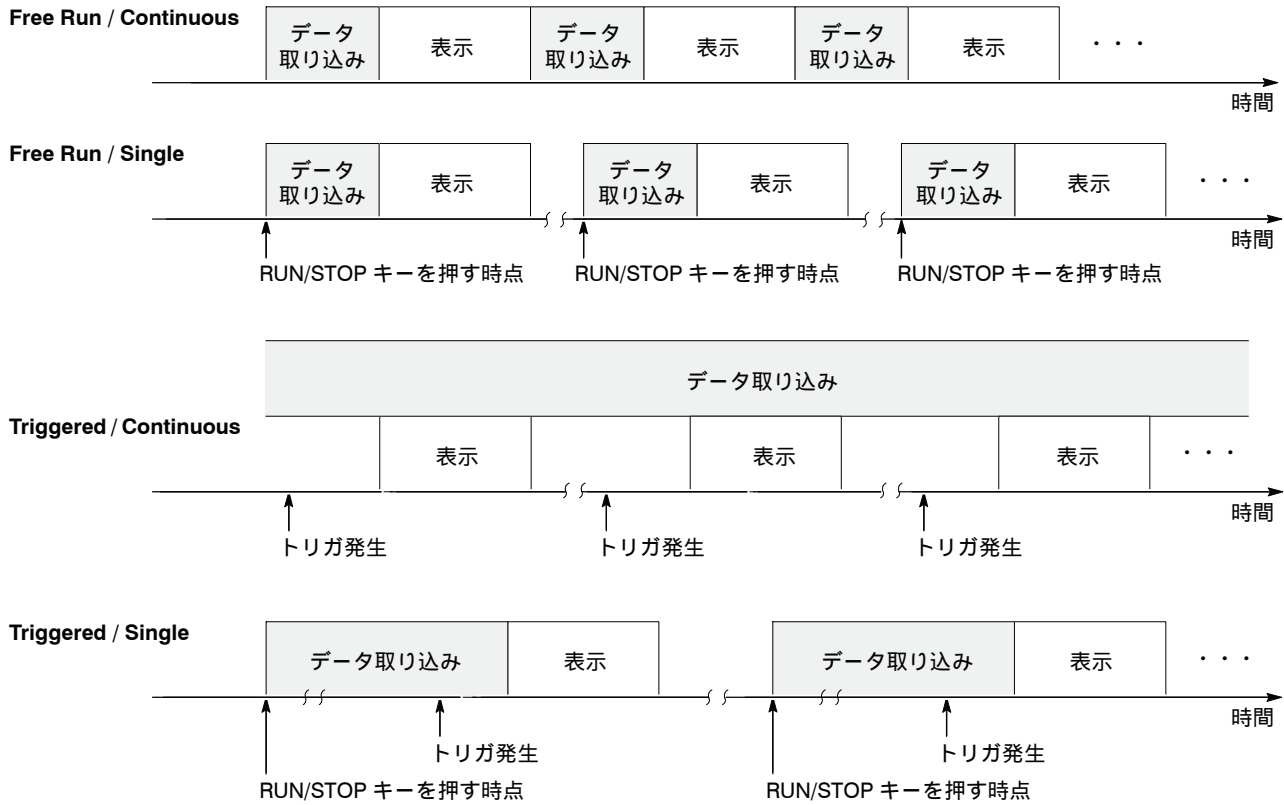 Free Run / Continuous
データ
取り込み
表示
データ
取り込み
表示
データ
取り込み
表示
・・・
時間
Free Run / Single
データ
取り込み
表示
データ
取り込み
表示
データ
取り込み
表示
・・・
時間
RUN/STOP キーを押す時点
RUN/STOP キーを押す時点
RUN/STOP キーを押す時点
データ取り込み
Triggered / Continuous
表示
表示
表示
・・・
時間
トリガ発生
トリガ発生
トリガ発生
Triggered / Single
データ取り込み
表示
データ取り込み
表示
・・・
時間
トリガ発生
トリガ発生
RUN/STOP キーを押す時点
RUN/STOP キーを押す時点